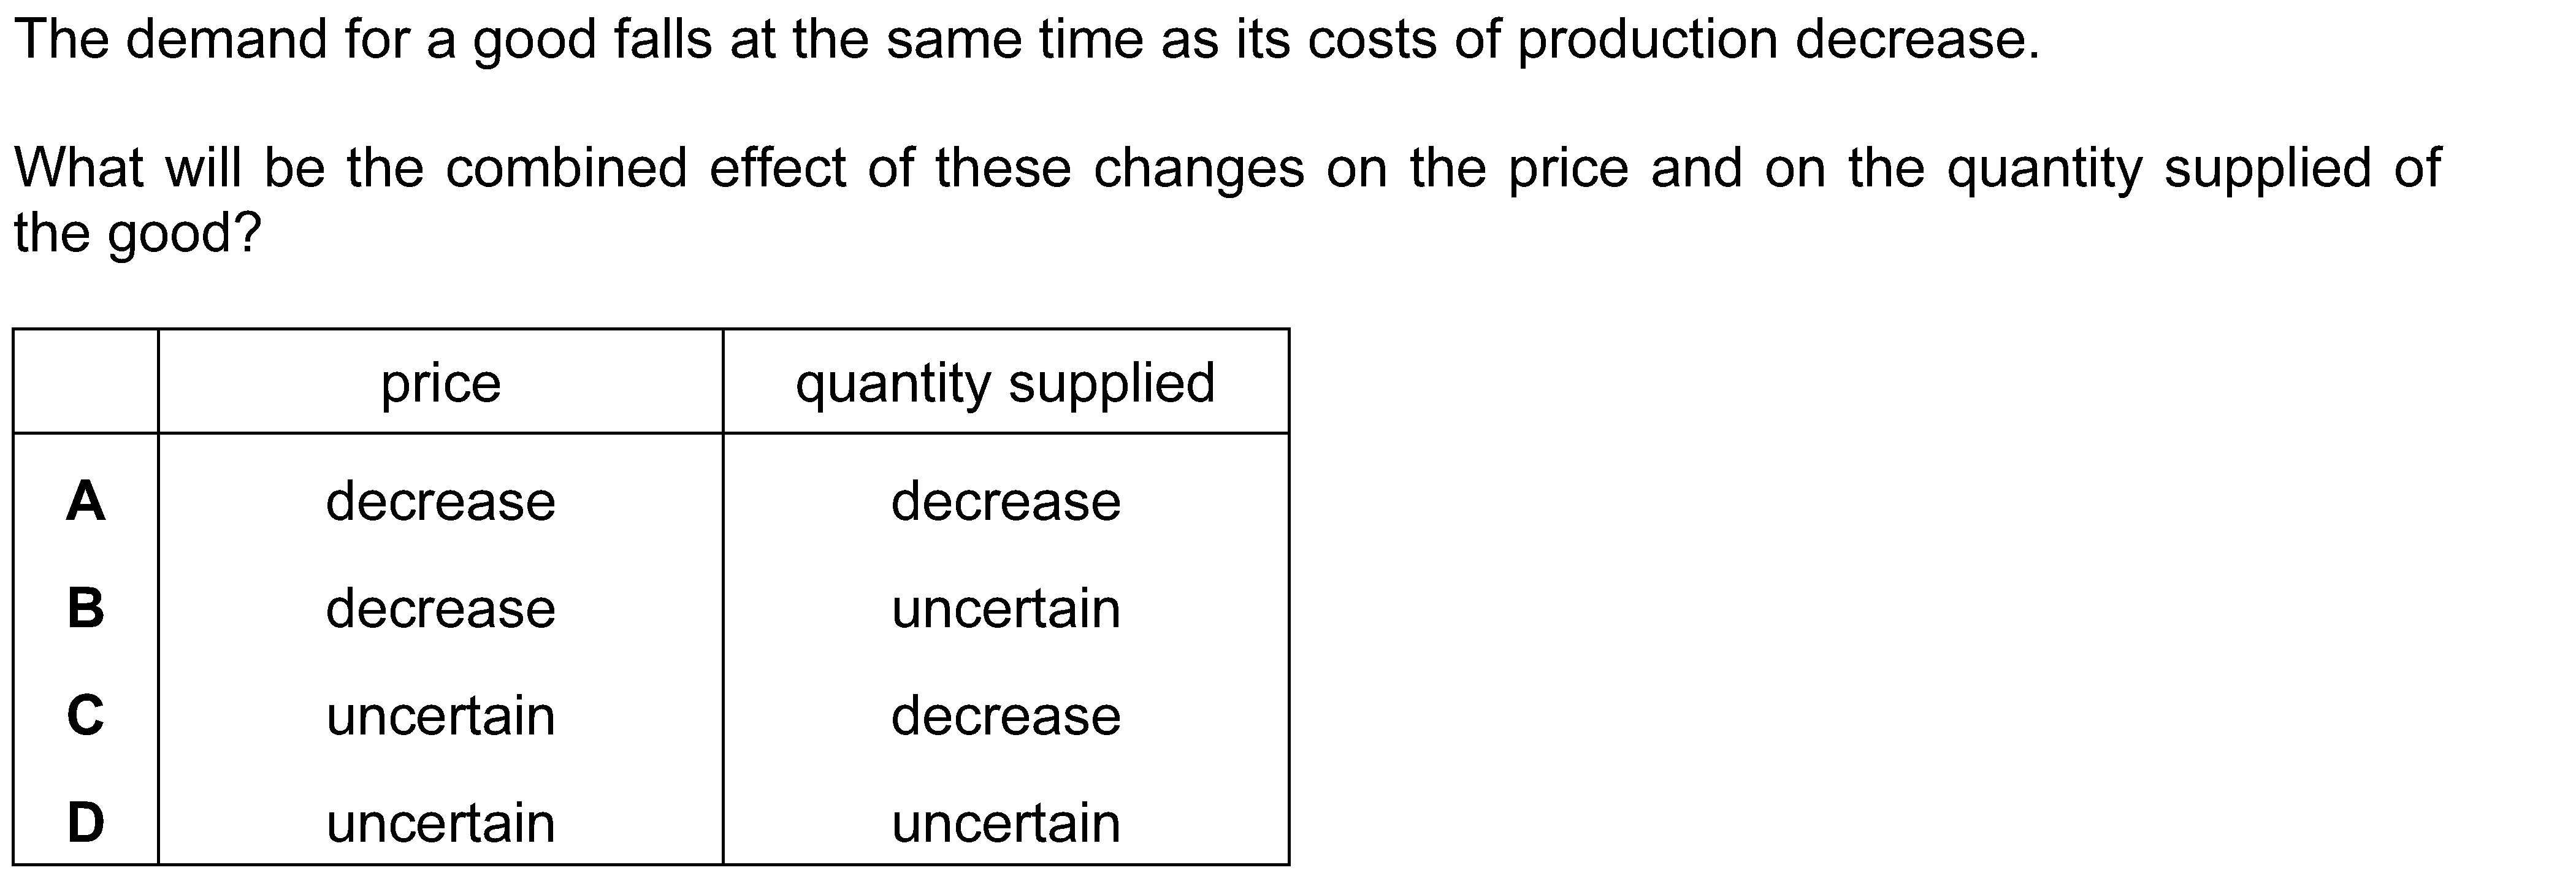 The demand for a good falls at the same time as its costs of production decrease.
What will be the combined effect of these changes on the price and on the quantity supplied of
the good?
price quantity supplied
A decrease decrease
B decrease uncertain
C uncertain decrease
D uncertain uncertain